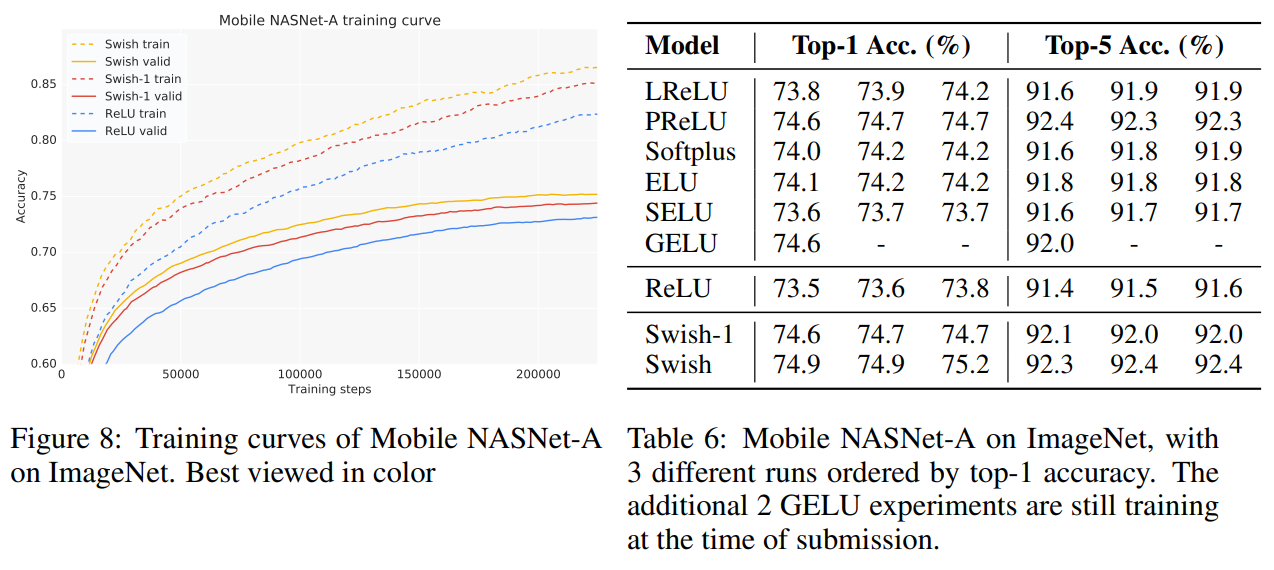 Mobile NASNet-A training curve
Swish train
Swish valid
Swish-1 train
Swish-1 valid
ReLU train
ReLU valid
Accuracy
0.85
0.80
0.75
0.70
0.65
0.60
0 50000 100000 150000 200000
Training steps
Figure 8: Training curves of Mobile NASNet-A
on ImageNet. Best viewed in color
Model Top-1 Acc. (%) Top-5 Acc. (%)
LReLU 73.8 73.9 74.2 91.6 91.9 91.9
PReLU 74.6 74.7 74.7 92.4 92.3 92.3
Softplus 74.0 74.2 74.2 91.6 91.8 91.9
ELU 74.1 74.2 74.2 91.8 91.8 91.8
SELU 73.6 73.7 73.7 91.6 91.7 91.7
GELU 74.6 - - 92.0 - -
ReLU 73.5 73.6 73.8 91.4 91.5 91.6
Swish-1 74.6 74.7 74.7 92.1 92.0 92.0
Swish 74.9 74.9 75.2 92.3 92.4 92.4
Table 6: Mobile NASNet-A on ImageNet, with
3 different runs ordered by top-1 accuracy. The
additional 2 GELU experiments are still training
at the time of submission.